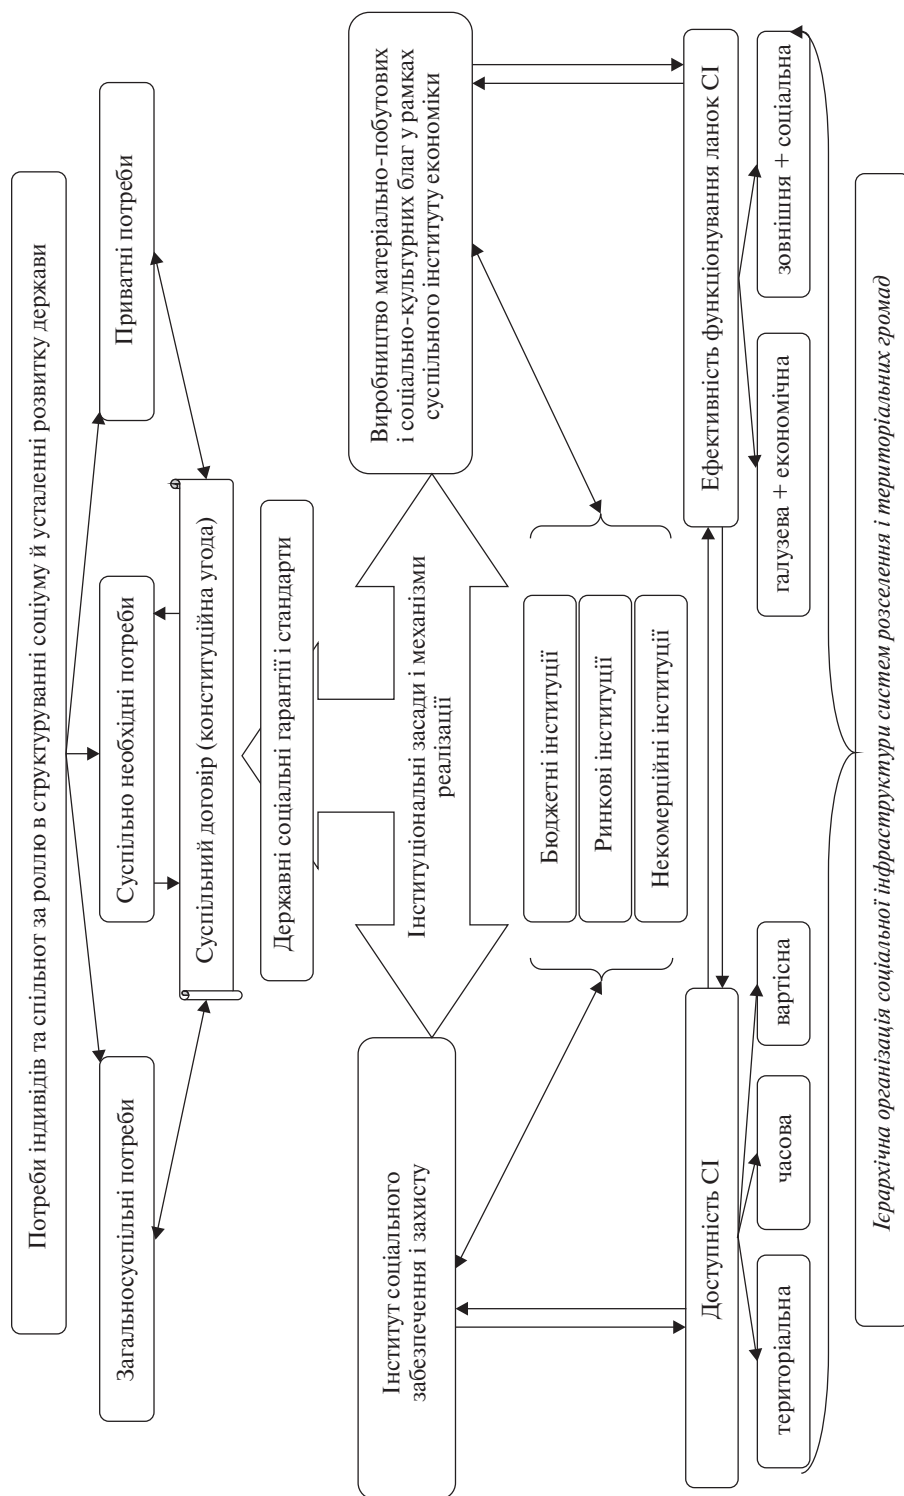 Потреби індивідів та спільнот за роллю в структуруванні соціуму й усталенні розвитку держави
Загальносуспільні потреби
Суспільно необхідні потреби
Приватні потреби
Суспільний договір (конституційна угода)
Державні соціальні гарантії і стандарти
Інститут соціального
забезпечення і захисту
Інституціональні засади і механізми
реалізації
Виробництво матеріально-побутових
і соціально-культурних благ у рамках
суспільного інституту економіки
Бюджетні інституції
Ринкові інституції
Некомерційні інституції
Доступність СІ
Ефективність функціонування ланок СІ
територіальна
часова
вартісна
галузева + економічна
зовнішня + соціальна
Ієрархічна організація соціальної інфраструктури систем розселення і територіальних громад